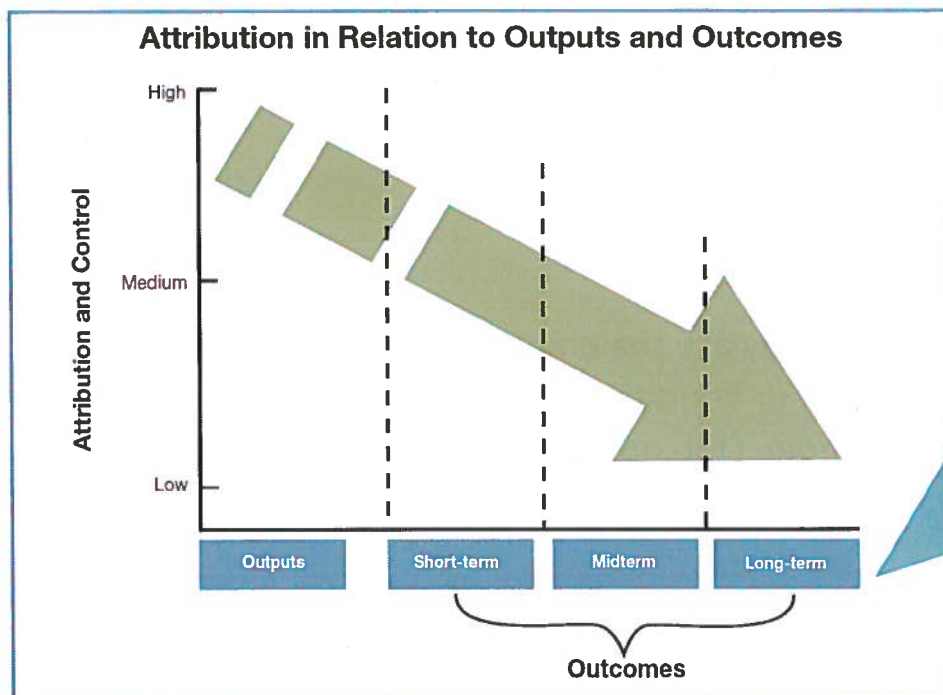 Attribution in Relation to Outputs and Outcomes
High
Medium
Low
Attribution and Control
Outputs
Short-term
Midterm
Long-term
Outcomes